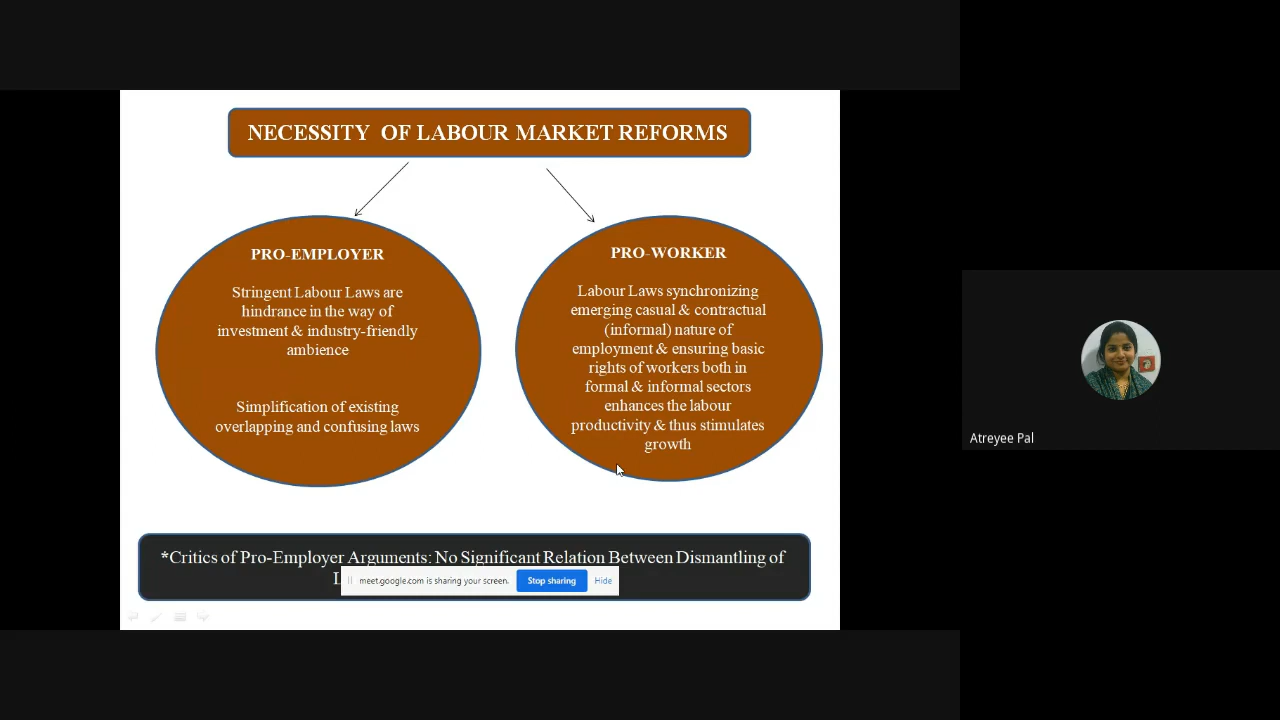 NECESSITY OF LABOUR MARKET REFORMS
PRO-EMPLOYER
Stringent Labour Laws are
hindrance in the way of
investment & industry-friendly
ambience
Simplification of existing
overlapping and confusing laws
PRO-WORKER
Labour Laws synchronizing
emerging casual & contractual
(informal) nature of
employment & ensuring basic
rights of workers both in
formal & informal sectors
enhances the labour
productivity & thus stimulates
growth
*Critics of Pro-Employer Arguments: No Significant Relation Between Dismantling of
meet.google.com is sharing your screen.
Stop sharing
Hide
Atreyee Pal